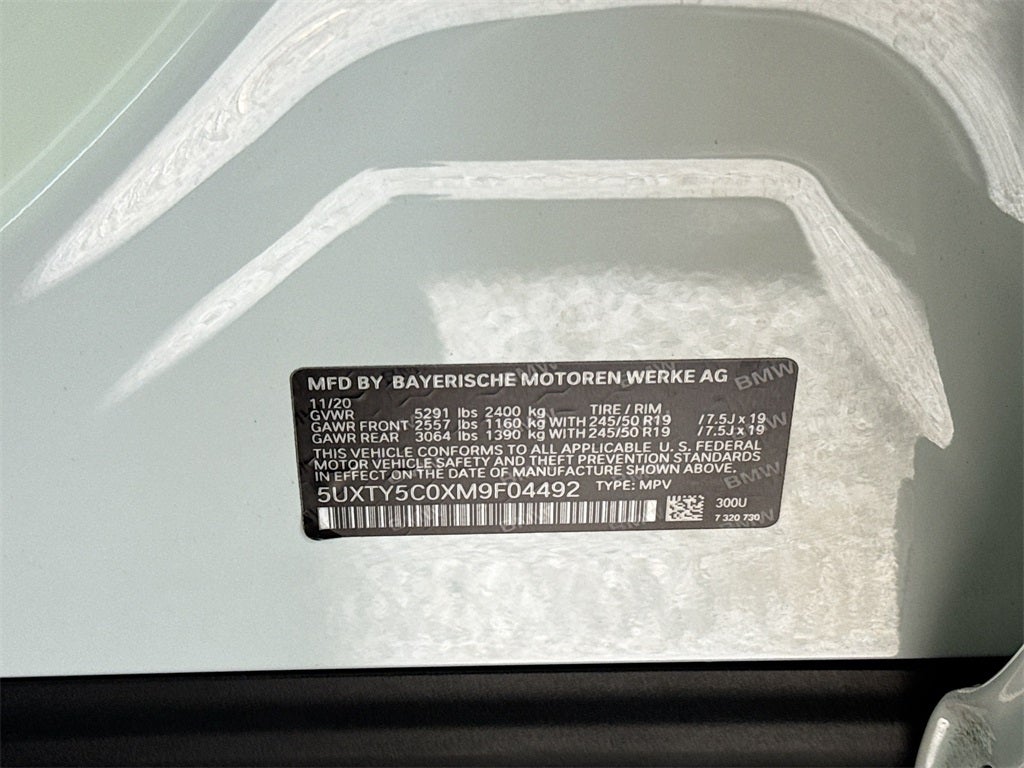 MFD BY BAYERISCHE MOTOREN WERKE AG
11/20
GVWR 5291 lbs 2400 kg TIRE / RIM
GAWR FRONT 2557 lbs 1160 kg WITH 245/50 R19 /7.5J x 19
GAWR REAR 3064 lbs 1390 kg WITH 245/50 R19 /7.5J x 19
THIS VEHICLE CONFORMS TO ALL APPLICABLE U. S. FEDERAL
MOTOR VEHICLE SAFETY AND THEFT PREVENTION STANDARDS
IN EFFECT ON THE DATE OF MANUFACTURE SHOWN ABOVE.
5UXTY5C0XM9F04492 TYPE: MPV
300U
7 320 730
BMW
BMW